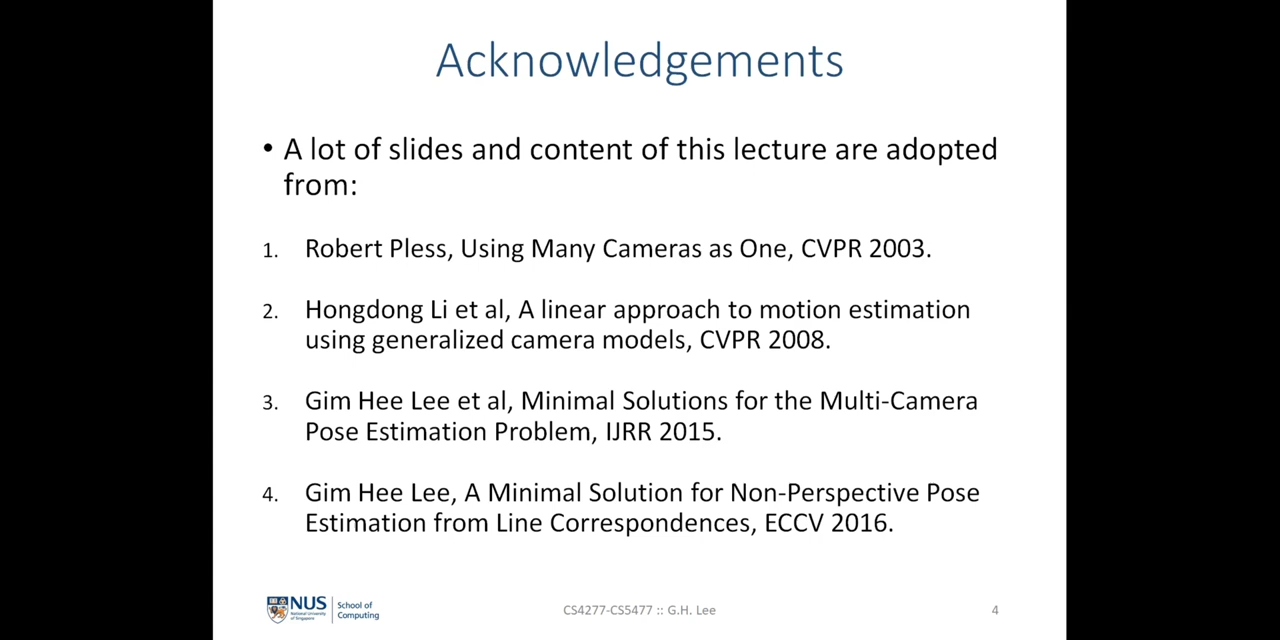 Acknowledgements
• A lot of slides and content of this lecture are adopted
from:
1. Robert Pless, Using Many Cameras as One, CVPR 2003.
2. Hongdong Li et al, A linear approach to motion estimation
using generalized camera models, CVPR 2008.
3. Gim Hee Lee et al, Minimal Solutions for the Multi-Camera
Pose Estimation Problem, IJRR 2015.
4. Gim Hee Lee, A Minimal Solution for Non-Perspective Pose
Estimation from Line Correspondences, ECCV 2016.
NUS
National University
of Singapore
School of
Computing
CS4277-CS5477 :: G.H. Lee
4